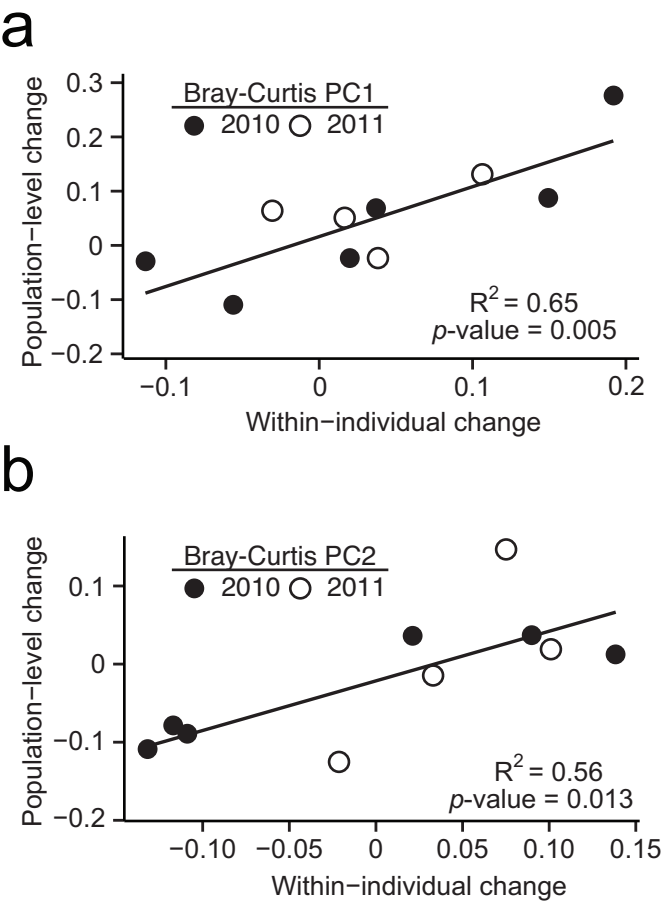 a
Population−level change
0.3
0.2
0.1
0
−0.1
−0.2
Bray-Curtis PC1
2010 2011
R2 = 0.65
p-value = 0.005
−0.1 0 0.1 0.2
Within−individual change
b
Population−level change
0.1
0
−0.1
−0.2
Bray-Curtis PC2
2010 2011
R2 = 0.56
p-value = 0.013
−0.10 −0.05 0 0.05 0.10 0.15
Within−individual change